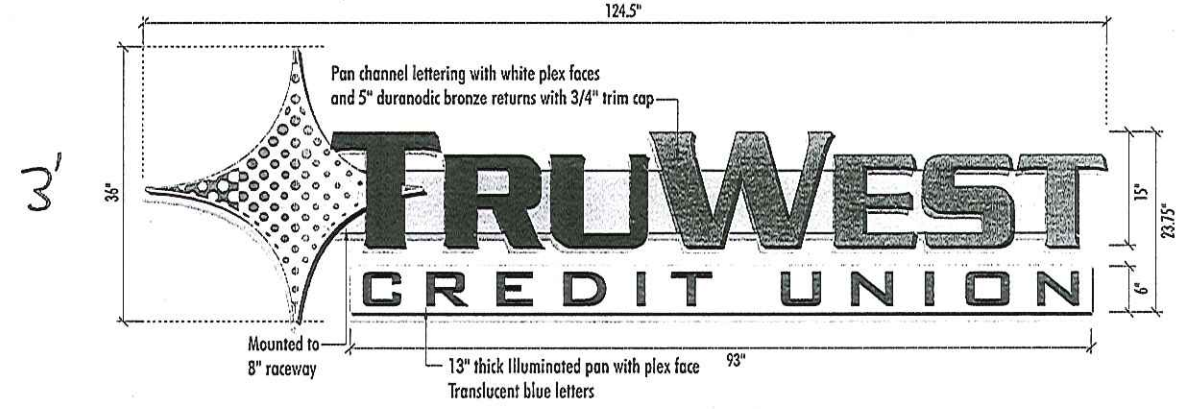 124.5"
Pan channel lettering with white plex faces
and 5" duranodic bronze returns with 3/4" trim cap
3'
36"
TRUWEST
15"
23.75"
CREDIT UNION
6"
Mounted to
8" raceway
93"
13" thick Illuminated pan with plex face
Translucent blue letters